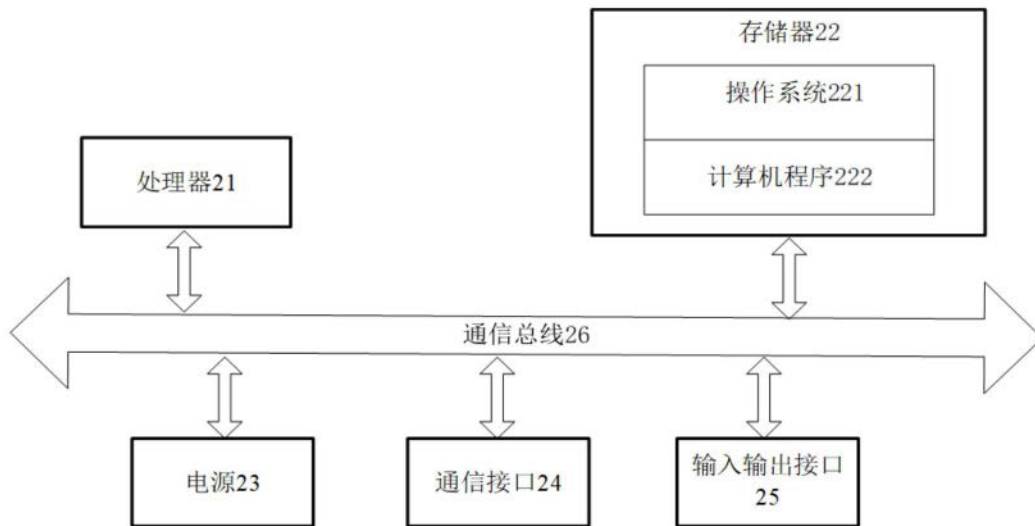 存储器22
操作系统221
计算机程序222
处理器21
通信总线26
电源23
通信接口24
输入输出接口
25